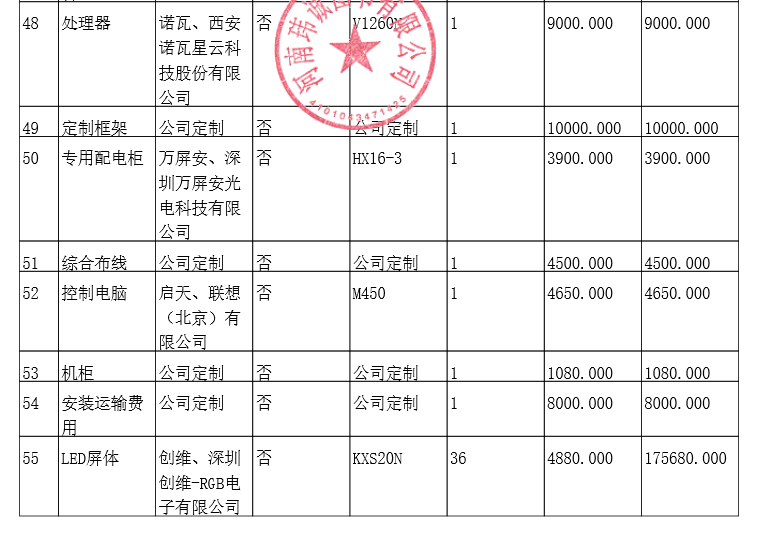 48 处理器 诺瓦、西安 否 V1260N 1 9000.000 9000.000
诺瓦星云科
技股份有限
公司
49 定制框架 公司定制 否 公司定制 1 10000.000 10000.000
50 专用配电柜 万屏安、深 否 HX16-3 1 3900.000 3900.000
圳万屏安光
电科技有限
公司
51 综合布线 公司定制 否 公司定制 1 4500.000 4500.000
52 控制电脑 启天、联想 否 M450 1 4650.000 4650.000
（北京）有
限公司
53 机柜 公司定制 否 公司定制 1 1080.000 1080.000
54 安装运输费 公司定制 否 公司定制 1 8000.000 8000.000
用
55 LED屏体 创维、深圳 否 KXS20N 36 4880.000 175680.000
创维-RGB电
子有限公司
4101043471425